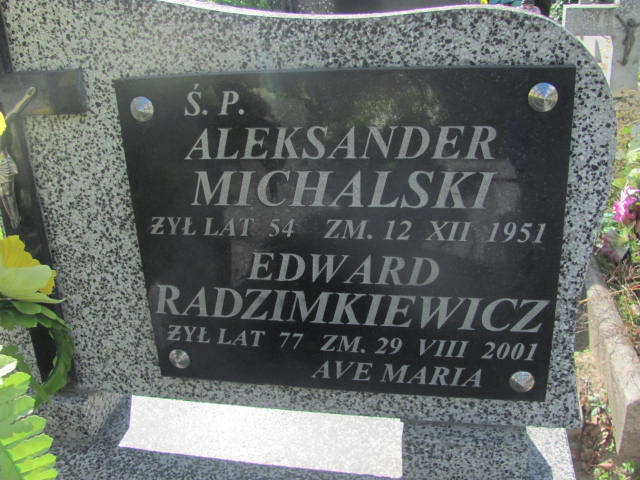 Ś. P.
ALEKSANDER
MICHALSKI
ŻYŁ LAT 54 ZM. 12 XII 1951
EDWARD
RADZIMKIEWICZ
ŻYŁ LAT 77 ZM. 29 VIII 2001
AVE MARIA